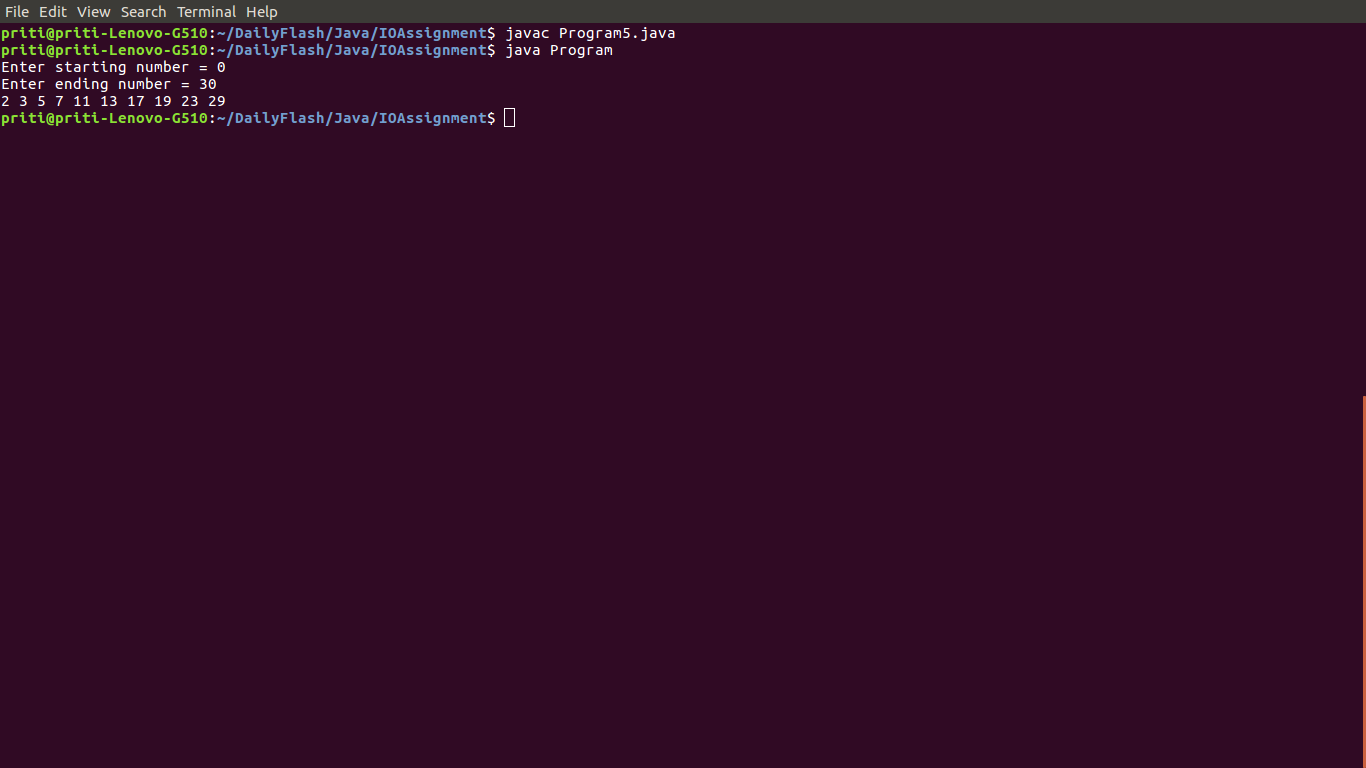 File Edit View Search Terminal Help
priti@priti-Lenovo-G510:~/DailyFlash/Java/IOAssignment$ javac Program5.java
priti@priti-Lenovo-G510:~/DailyFlash/Java/IOAssignment$ java Program
Enter starting number = 0
Enter ending number = 30
2 3 5 7 11 13 17 19 23 29
priti@priti-Lenovo-G510:~/DailyFlash/Java/IOAssignment$